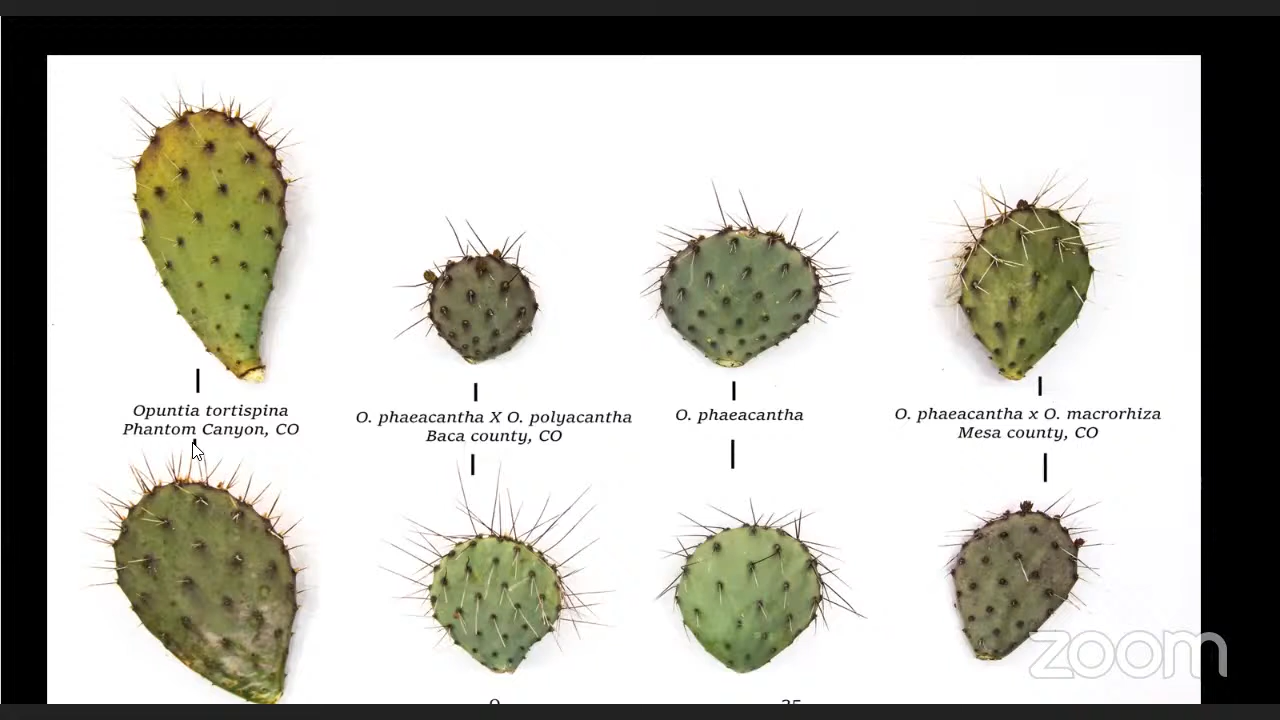 Opuntia tortispina
Phantom Canyon, CO
O. phaeacantha X O. polyacantha
Baca county, CO
O. phaeacantha
O. phaeacantha x O. macrorhiza
Mesa county, CO
zoom